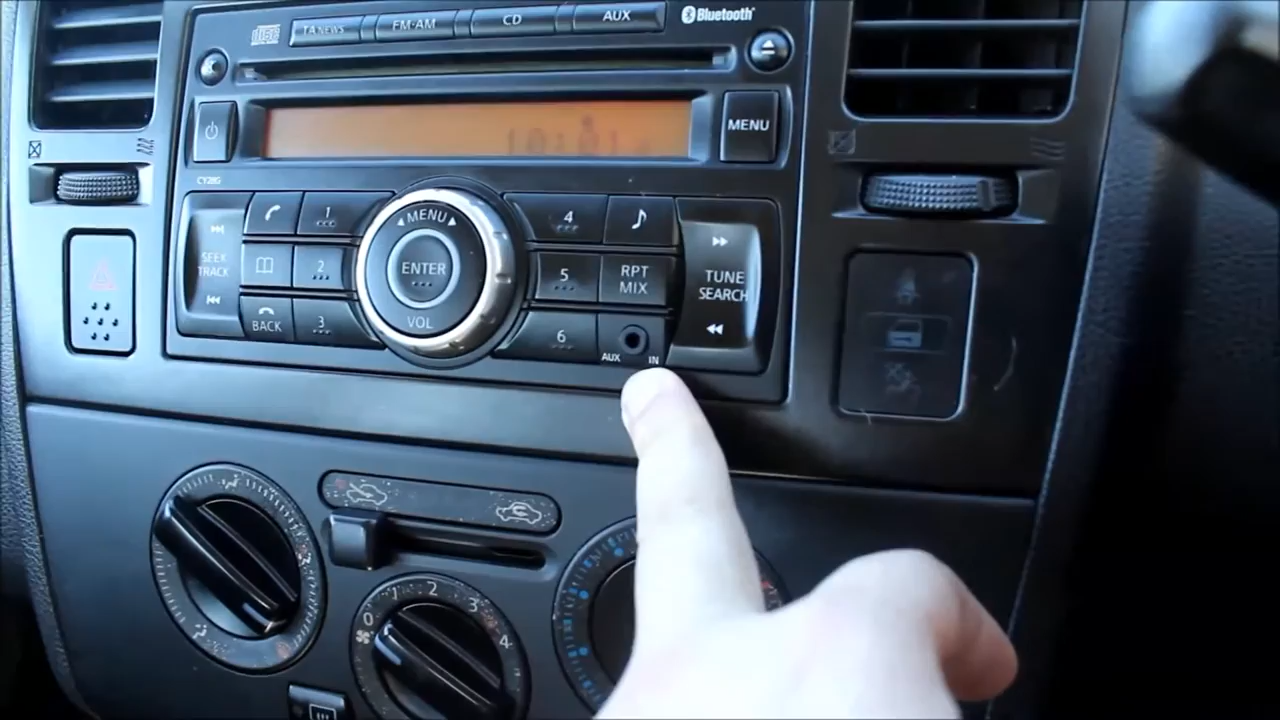 TA NEWS
FM·AM
CD
AUX
Bluetooth
MENU
CY28G
SEEK
TRACK
1
2
BACK
3
MENU
ENTER
VOL
4
5
RPT
MIX
6
AUX IN
TUNE
SEARCH
0 2 3 4